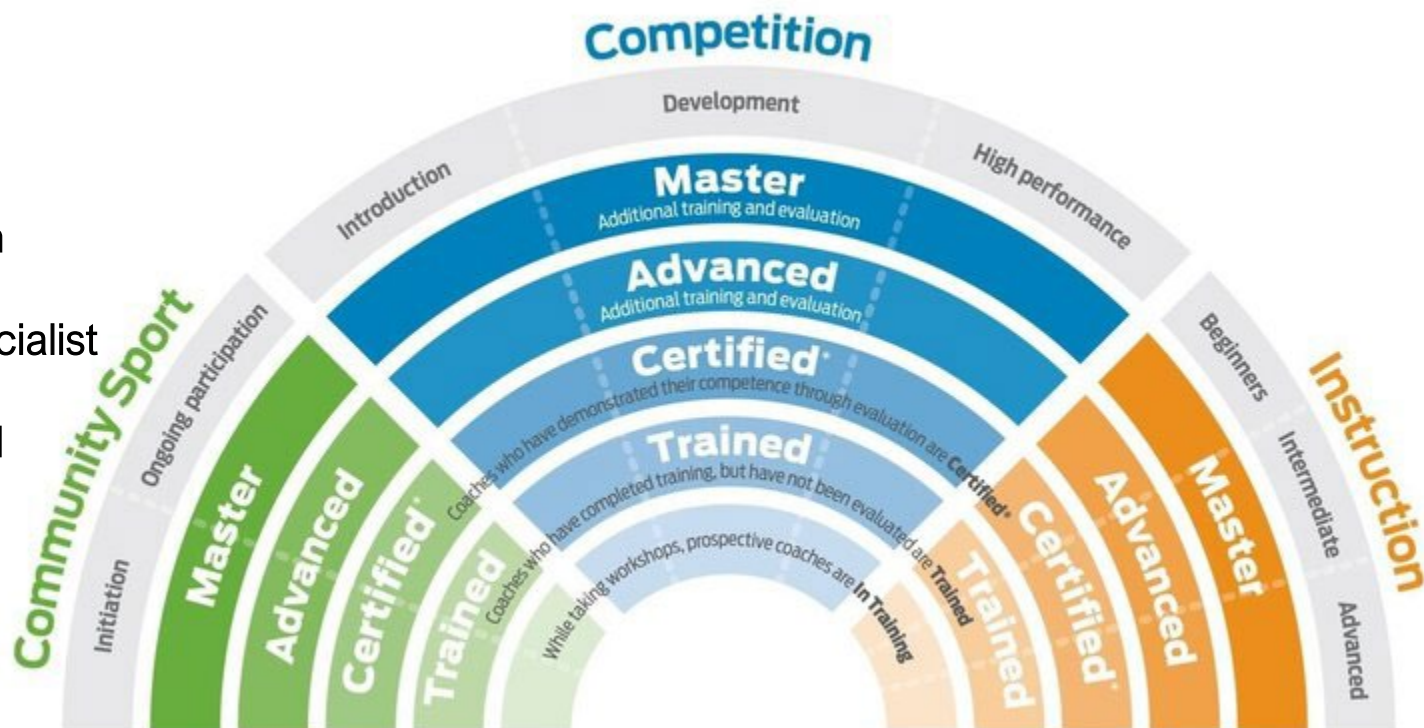 Competition
Development
Introduction
High performance
Master
Additional training and evaluation
Advanced
Additional training and evaluation
Certified*
Coaches who have demonstrated their competence through evaluation are Certified*
Trained
Coaches who have completed training, but have not been evaluated are Trained
While taking workshops, prospective coaches are In Training
Community Sport
Ongoing participation
Initiation
Master
Advanced
Certified*
Trained
Instruction
Beginners
Intermediate
Advanced
Master
Advanced
Certified*
Trained